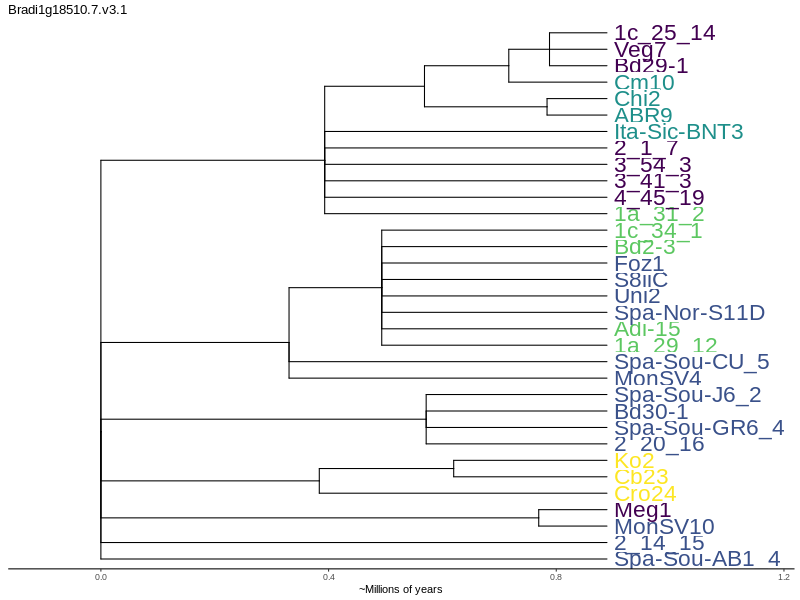 Bradi1g18510.7.v3.1
1c_25_14
Veg7
Bd29-1
Cm10
Chi2
ABR9
Ita-Sic-BNT3
2_1_7
3_54_3
3_41_3
4_45_19
1a_31_2
1c_34_1
Bd2-3
Foz1
S8iiC
Uni2
Spa-Nor-S11D
Adi-15
1a_29_12
Spa-Sou-CU_5
MonSV4
Spa-Sou-J6_2
Bd30-1
Spa-Sou-GR6_4
2_20_16
Ko2
Cb23
Cro24
Meg1
MonSV10
2_14_15
Spa-Sou-AB1_4
0.0 0.4 0.8 1.2
~Millions of years